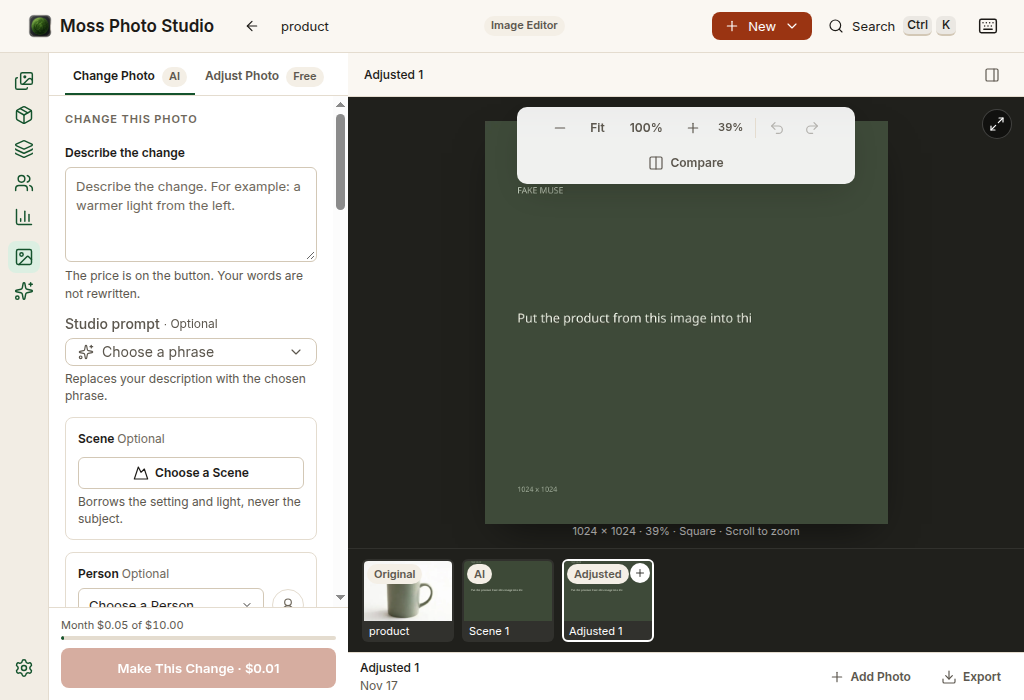 Moss Photo Studio
product
Image Editor
New
Search
Ctrl
K
Change Photo
AI
Adjust Photo
Free
Adjusted 1
CHANGE THIS PHOTO
Describe the change
Describe the change. For example: a
warmer light from the left.
The price is on the button. Your words are
not rewritten.
Studio prompt · Optional
Choose a phrase
Replaces your description with the chosen
phrase.
Scene Optional
Choose a Scene
Borrows the setting and light, never the
subject.
Person Optional
Choose a Person
Month $0.05 of $10.00
Make This Change · $0.01
Fit
100%
39%
Compare
FAKE MUSE
Put the product from this image into thi
1024 x 1024
1024 × 1024 · 39% · Square · Scroll to zoom
Original
product
AI
Scene 1
Adjusted
Adjusted 1
Adjusted 1
Nov 17
Add Photo
Export